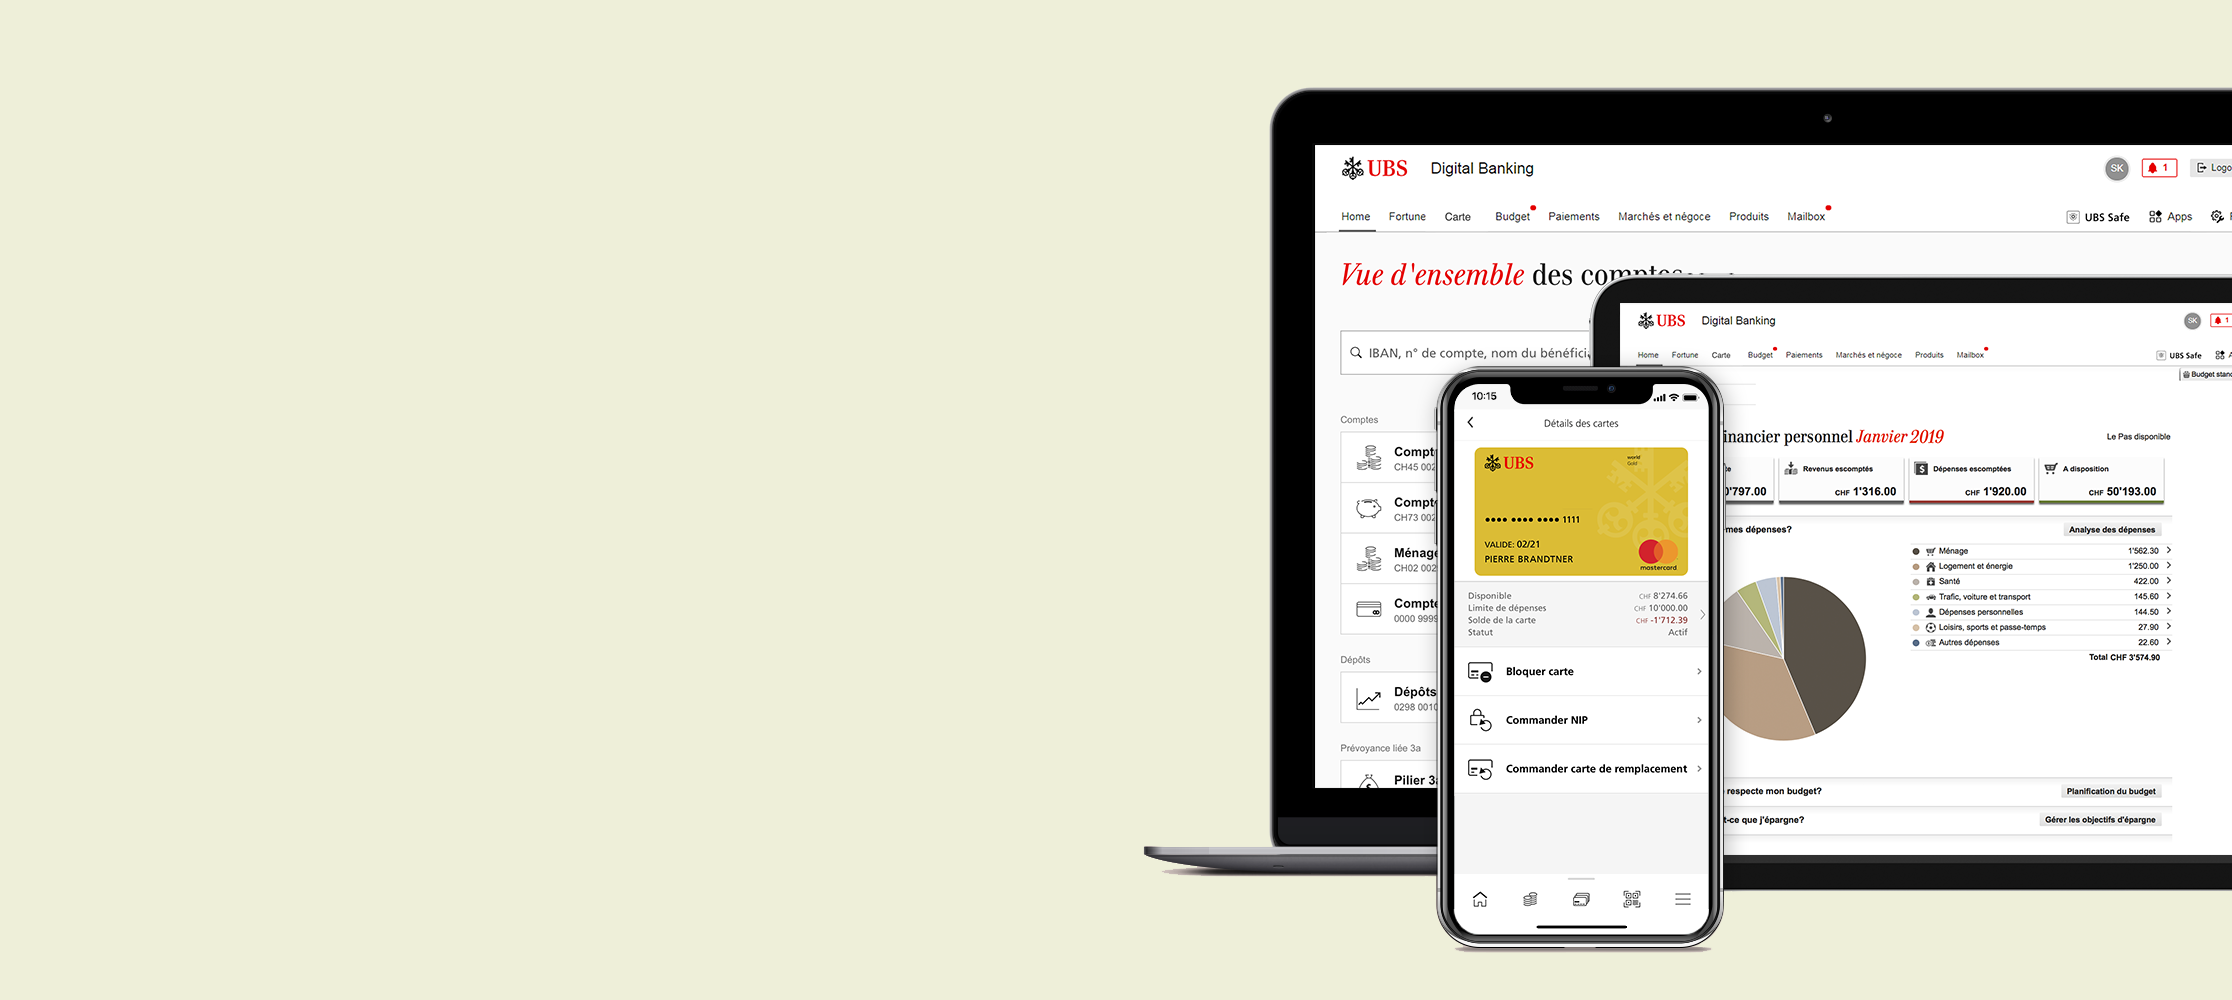 UBS Digital Banking
SK
1
Home Fortune Carte Budget Paiements Marchés et négoce Produits Mailbox
UBS Safe Apps
Vue d'ensemble des comptes
IBAN, n° de compte, nom du
Comptes
CH45 002
CH73 002
Ménage
CH02 002
0000 9999
Dépôts
Dépôts
0298 0010
Prévoyance liée 3a
Pilier 3a
UBS Digital Banking
SK
1
Home Fortune Carte Budget Paiements Marchés et négoce Produits Mailbox
UBS Safe
Budget
financier personnel Janvier 2019
Le Pas disponible
Revenus escomptés
CHF 1'316.00
Dépenses escomptées
CHF 1'920.00
A disposition
CHF 50'193.00
0'797.00
mes dépenses?
Analyse des dépenses
Ménage 1'562.30
Logement et énergie 1'250.00
Santé 422.00
Trafic, voiture et transport 145.60
Dépenses personnelles 144.50
Loisirs, sports et passe-temps 27.90
Autres dépenses 22.60
Total CHF 3'574.90
respecte mon budget?
Planification du budget
t-ce que j'épargne?
Gérer les objectifs d'épargne
10:15
Détails des cartes
UBS
world
Gold
•••• •••• •••• 1111
VALIDE: 02/21
PIERRE BRANDTNER
mastercard
Disponible CHF 8'274.66
Limite de dépenses CHF 10'000.00
Solde de la carte CHF -1'712.39
Statut Actif
Bloquer carte
Commander NIP
Commander carte de remplacement